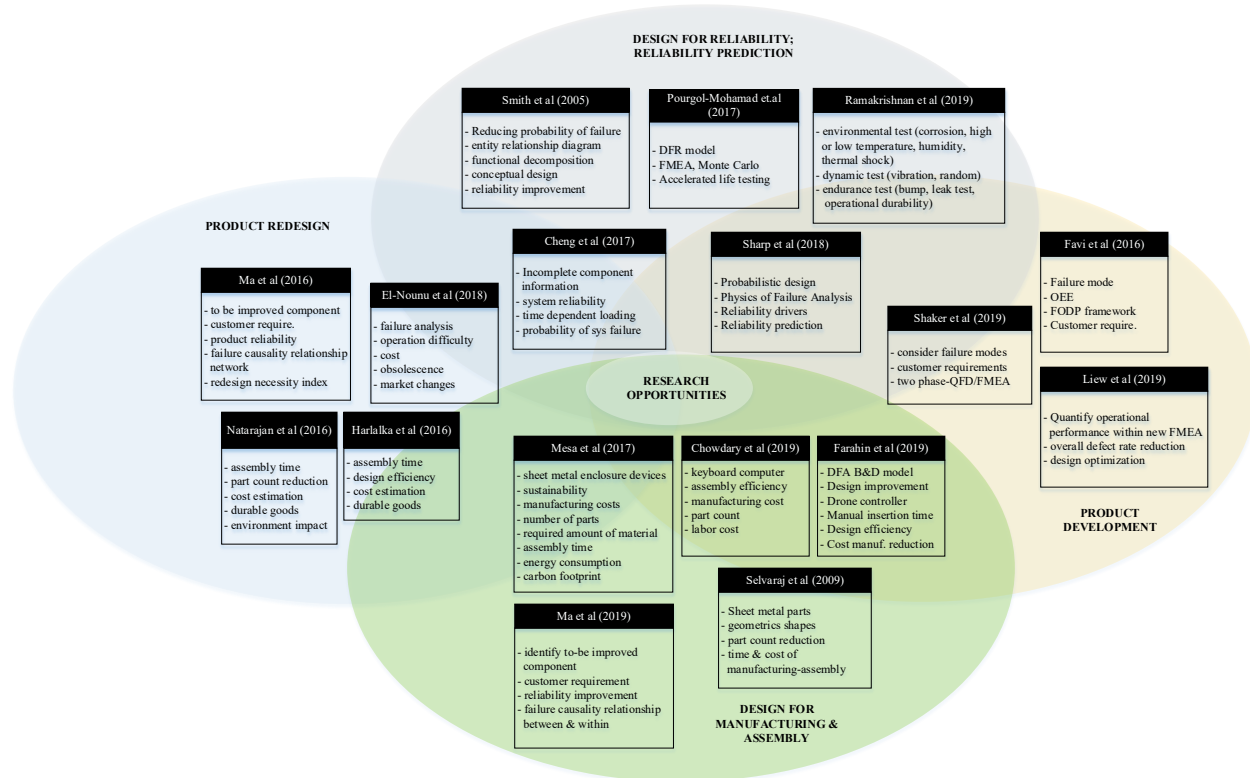 DESIGN FOR RELIABILITY;
RELIABILITY PREDICTION
Smith et al (2005)
- Reducing probability of failure
- entity relationship diagram
- functional decomposition
- conceptual design
- reliability improvement
Pourgol-Mohamad et.al
(2017)
- DFR model
- FMEA, Monte Carlo
- Accelerated life testing
Ramakrishnan et al (2019)
- environmental test (corrosion, high
or low temperature, humidity,
thermal shock)
- dynamic test (vibration, random)
- endurance test (bump, leak test,
operational durability)
PRODUCT REDESIGN
Ma et al (2016)
- to be improved component
- customer require.
- product reliability
- failure causality relationship
network
- redesign necessity index
El-Nounu et al (2018)
- failure analysis
- operation difficulty
- cost
- obsolescence
- market changes
Cheng et al (2017)
- Incomplete component
information
- system reliability
- time dependent loading
- probability of sys failure
Sharp et al (2018)
- Probabilistic design
- Physics of Failure Analysis
- Reliability drivers
- Reliability prediction
Favi et al (2016)
- Failure mode
- OEE
- FODP framework
- Customer require.
Shaker et al (2019)
- consider failure modes
- customer requirements
- two phase-QFD/FMEA
Liew et al (2019)
- Quantify operational
performance within new FMEA
- overall defect rate reduction
- design optimization
PRODUCT
DEVELOPMENT
RESEARCH
OPPORTUNITIES
Natarajan et al (2016)
- assembly time
- part count reduction
- cost estimation
- durable goods
- environment impact
Harlalka et al (2016)
- assembly time
- design efficiency
- cost estimation
- durable goods
Mesa et al (2017)
- sheet metal enclosure devices
- sustainability
- manufacturing costs
- number of parts
- required amount of material
- assembly time
- energy consumption
- carbon footprint
Chowdary et al (2019)
- keyboard computer
- assembly efficiency
- manufacturing cost
- part count
- labor cost
Farahin et al (2019)
- DFA B&D model
- Design improvement
- Drone controller
- Manual insertion time
- Design efficiency
- Cost manuf. reduction
Ma et al (2019)
- identify to-be improved
component
- customer requirement
- reliability improvement
- failure causality relationship
between & within
Selvaraj et al (2009)
- Sheet metal parts
- geometrics shapes
- part count reduction
- time & cost of
manufacturing-assembly
DESIGN FOR
MANUFACTURING &
ASSEMBLY